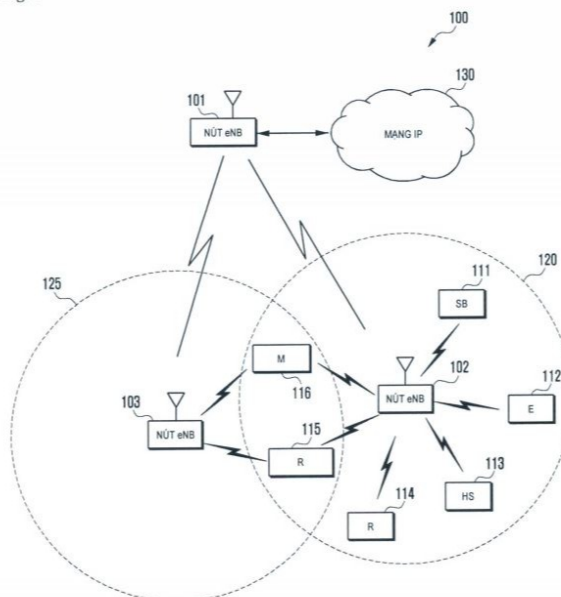 100
130
101
NÚT eNB
MẠNG IP
120
125
111
SB
M
116
102
NÚT eNB
112
E
103
NÚT eNB
115
R
113
HS
114
R